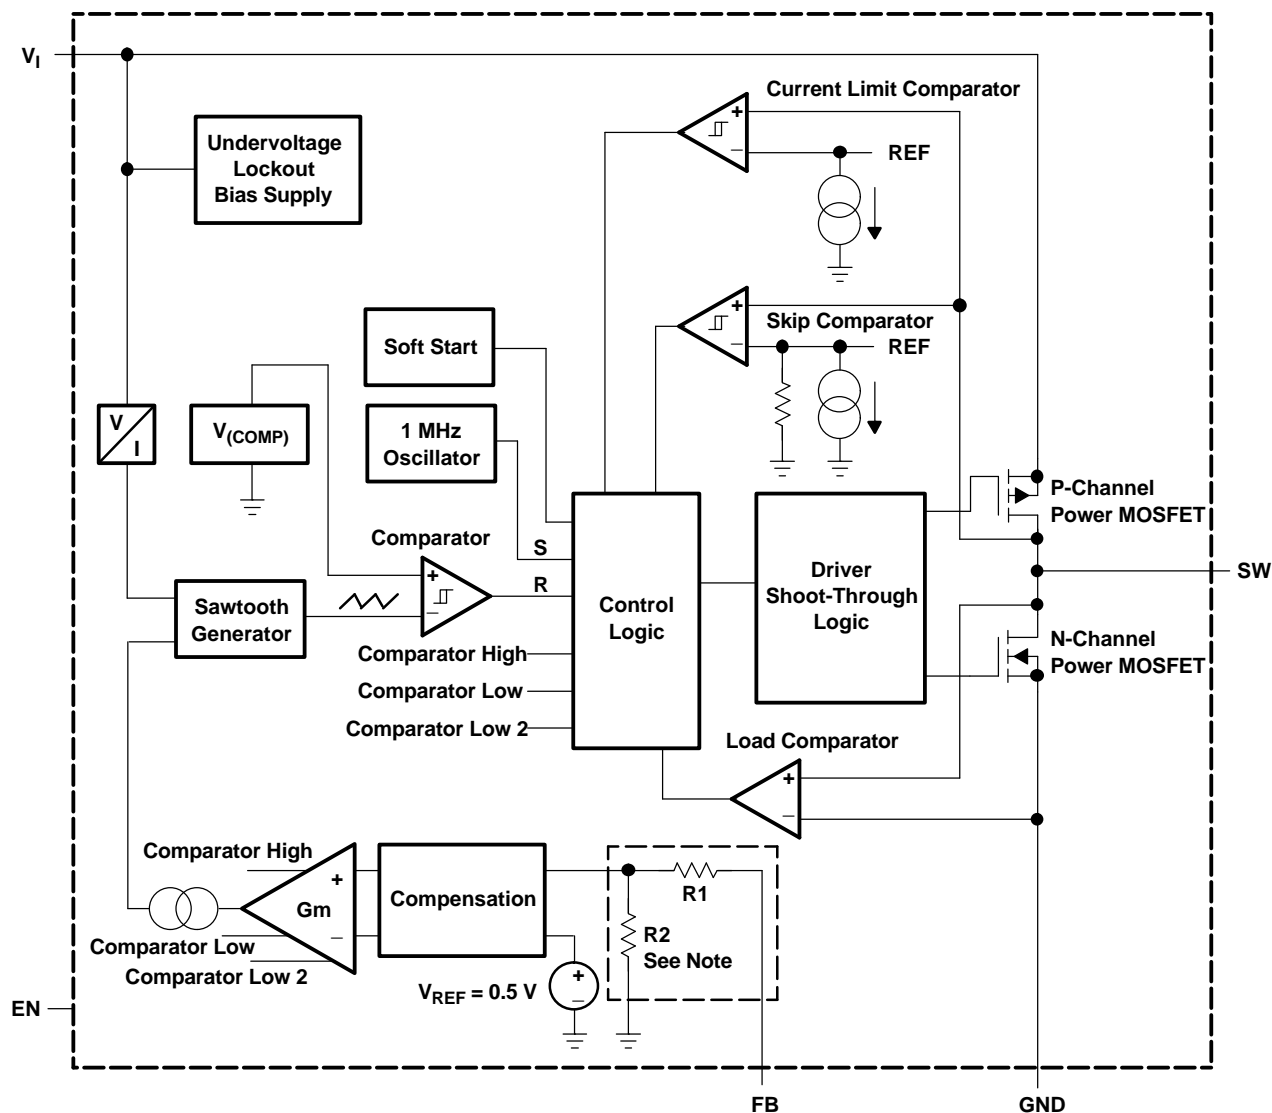 V_I
Current Limit Comparator
+
–
REF
Undervoltage
Lockout
Bias Supply
+
–
Skip Comparator
REF
Soft Start
V
I
V_(COMP)
1 MHz
Oscillator
P-Channel
Power MOSFET
Comparator
+
–
S
R
Sawtooth
Generator
Control
Logic
Driver
Shoot-Through
Logic
SW
N-Channel
Power MOSFET
Comparator High
Comparator Low
Comparator Low 2
Load Comparator
+
–
Comparator High
+
Gm
–
Compensation
R1
R2
See Note
Comparator Low
Comparator Low 2
V_REF = 0.5 V
+
–
EN
FB
GND